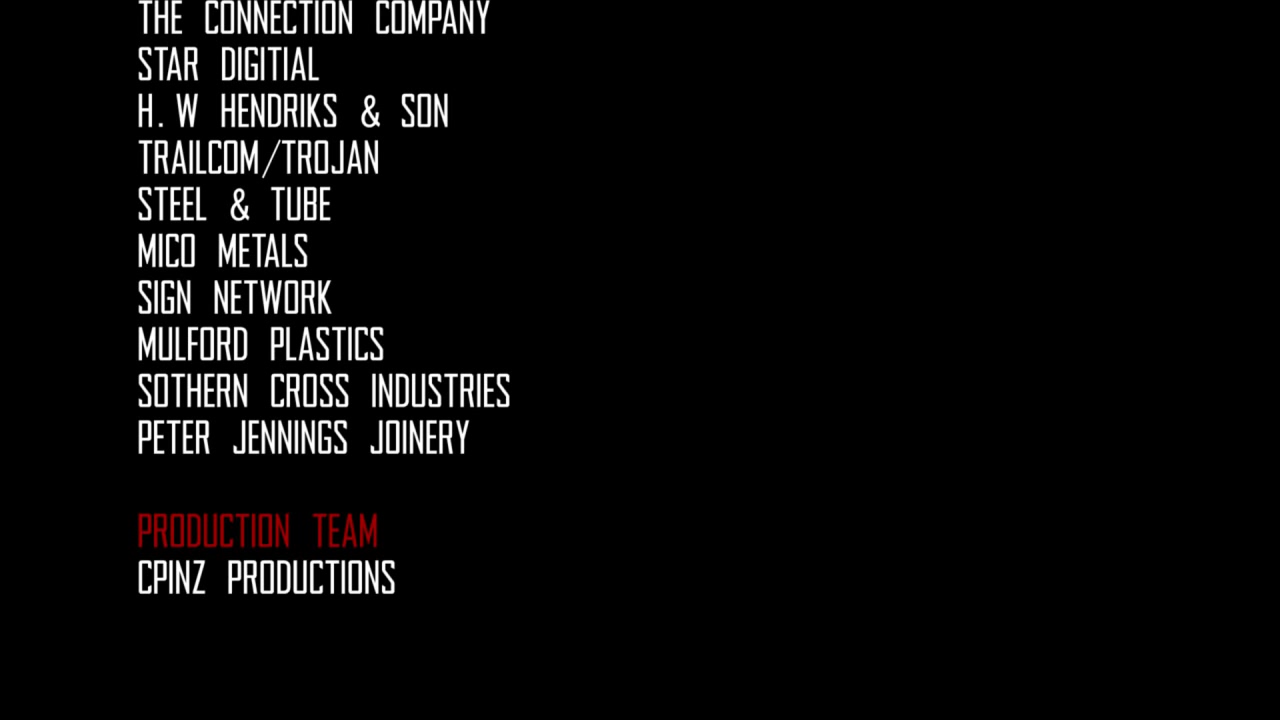 THE CONNECTION COMPANY
STAR DIGITIAL
H.W HENDRIKS & SON
TRAILCOM/TROJAN
STEEL & TUBE
MICO METALS
SIGN NETWORK
MULFORD PLASTICS
SOTHERN CROSS INDUSTRIES
PETER JENNINGS JOINERY
PRODUCTION TEAM
CPINZ PRODUCTIONS